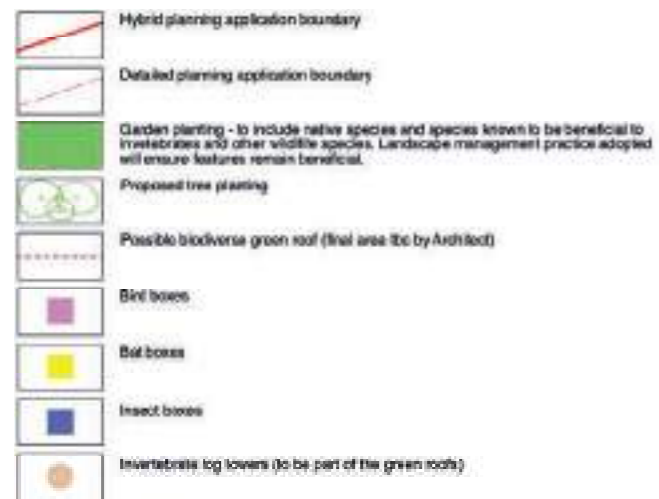 Hybrid planning application boundary
Detailed planning application boundary
Garden planting - to include native species and species known to be beneficial to
invetebrates and other wildlife species. Landscape management practice adopted
will ensure features remain beneficial.
Proposed tree planting
Possible biodiverse green roof (final area tbc by Architect)
Bird boxes
Bat boxes
Insect boxes
Invertebrate log towers (to be part of the green roofs)